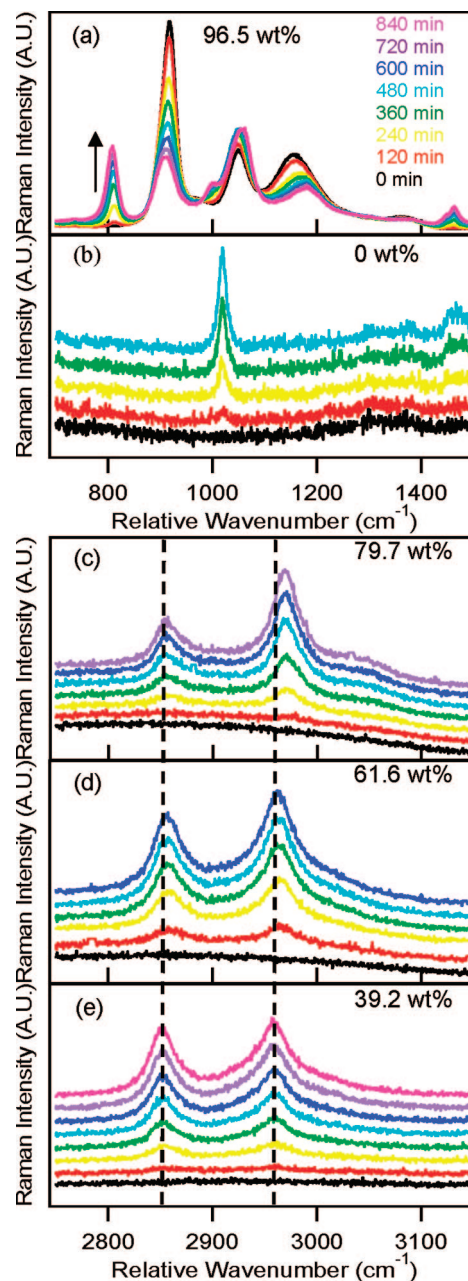 (a)
96.5 wt%
840 min
720 min
600 min
480 min
360 min
240 min
120 min
0 min
Raman Intensity (A.U.)
(b)
0 wt%
Raman Intensity (A.U.)
800 1000 1200 1400
Relative Wavenumber (cm⁻¹)
(c)
79.7 wt%
Raman Intensity (A.U.)
(d)
61.6 wt%
Raman Intensity (A.U.)
(e)
39.2 wt%
Raman Intensity (A.U.)
2800 2900 3000 3100
Relative Wavenumber (cm⁻¹)